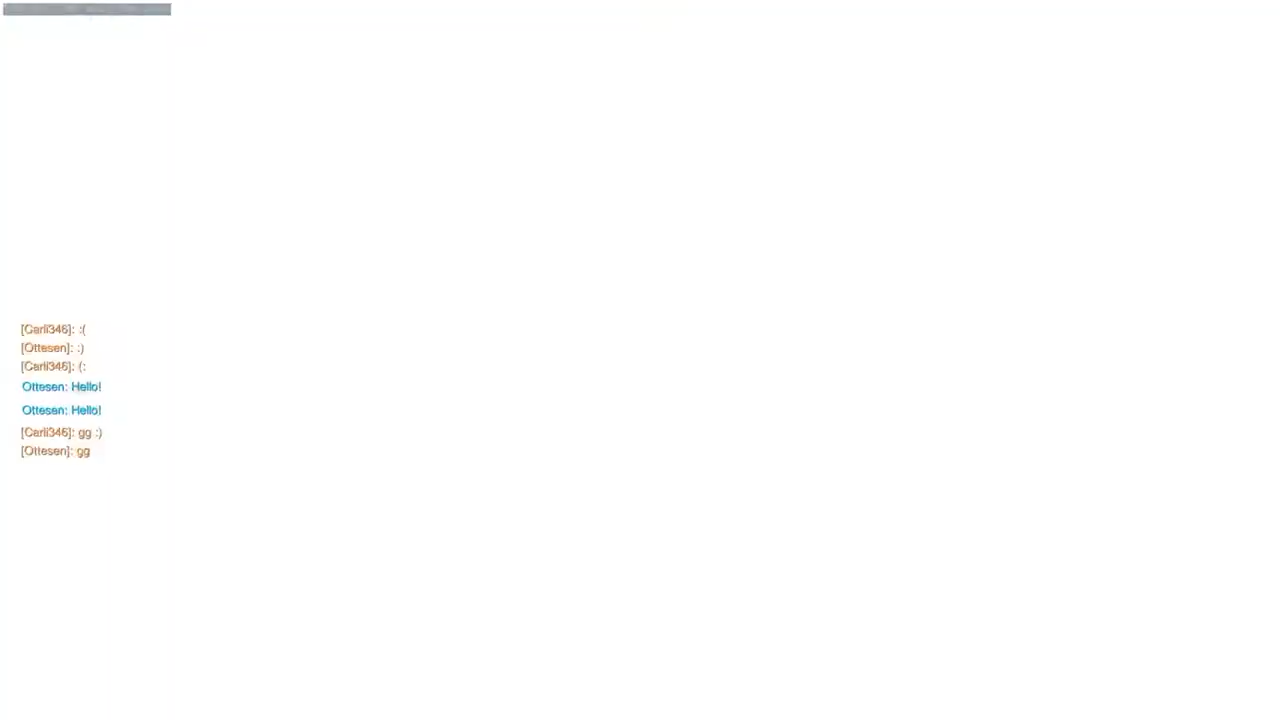 [Carli346]: :(
[Ottesen]: :)
[Carli346]: (:
Ottesen: Hello!
Ottesen: Hello!
[Carli346]: gg :)
[Ottesen]: gg